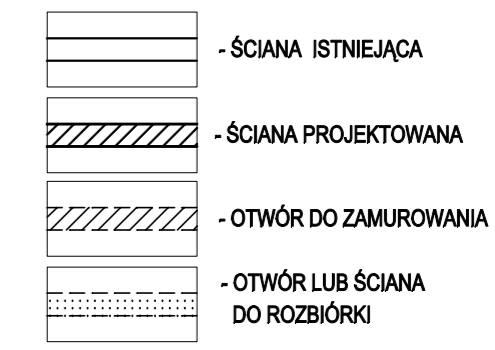 - ŚCIANA ISTNIEJĄCA
- ŚCIANA PROJEKTOWANA
- OTWÓR DO ZAMUROWANIA
- OTWÓR LUB ŚCIANA
DO ROZBIÓRKI